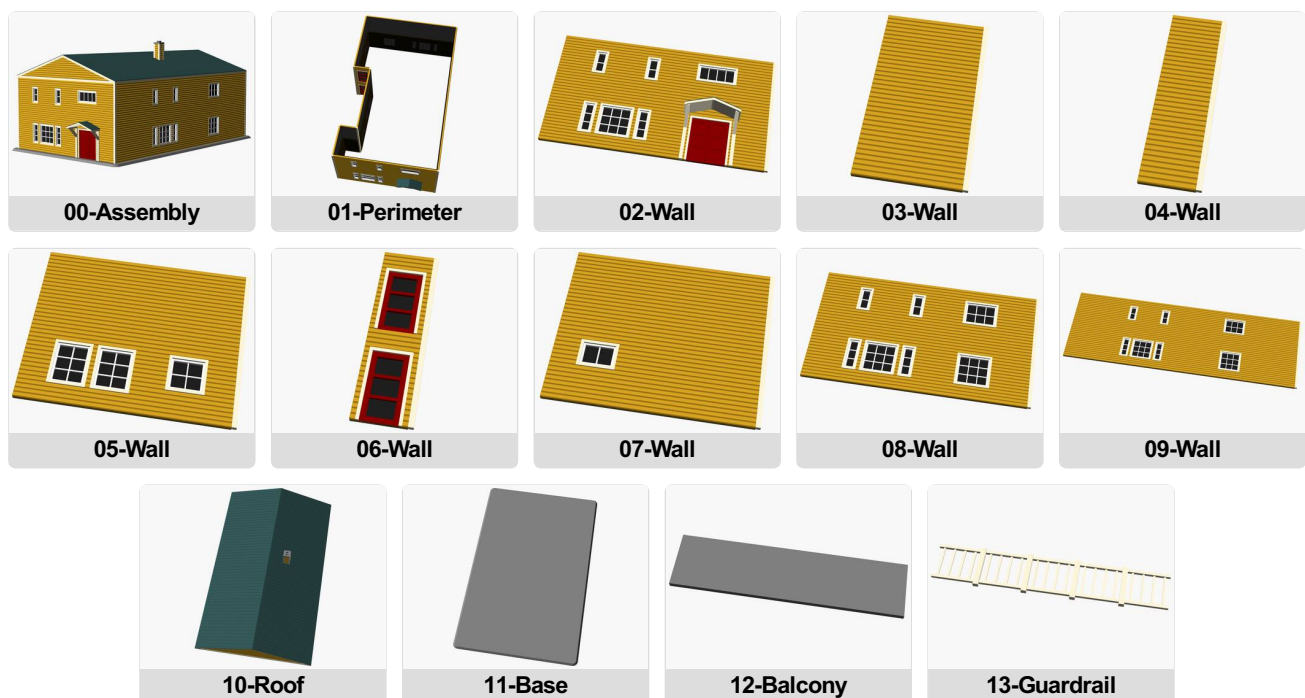 00-Assembly
01-Perimeter
02-Wall
03-Wall
04-Wall
05-Wall
06-Wall
07-Wall
08-Wall
09-Wall
10-Roof
11-Base
12-Balcony
13-Guardrail